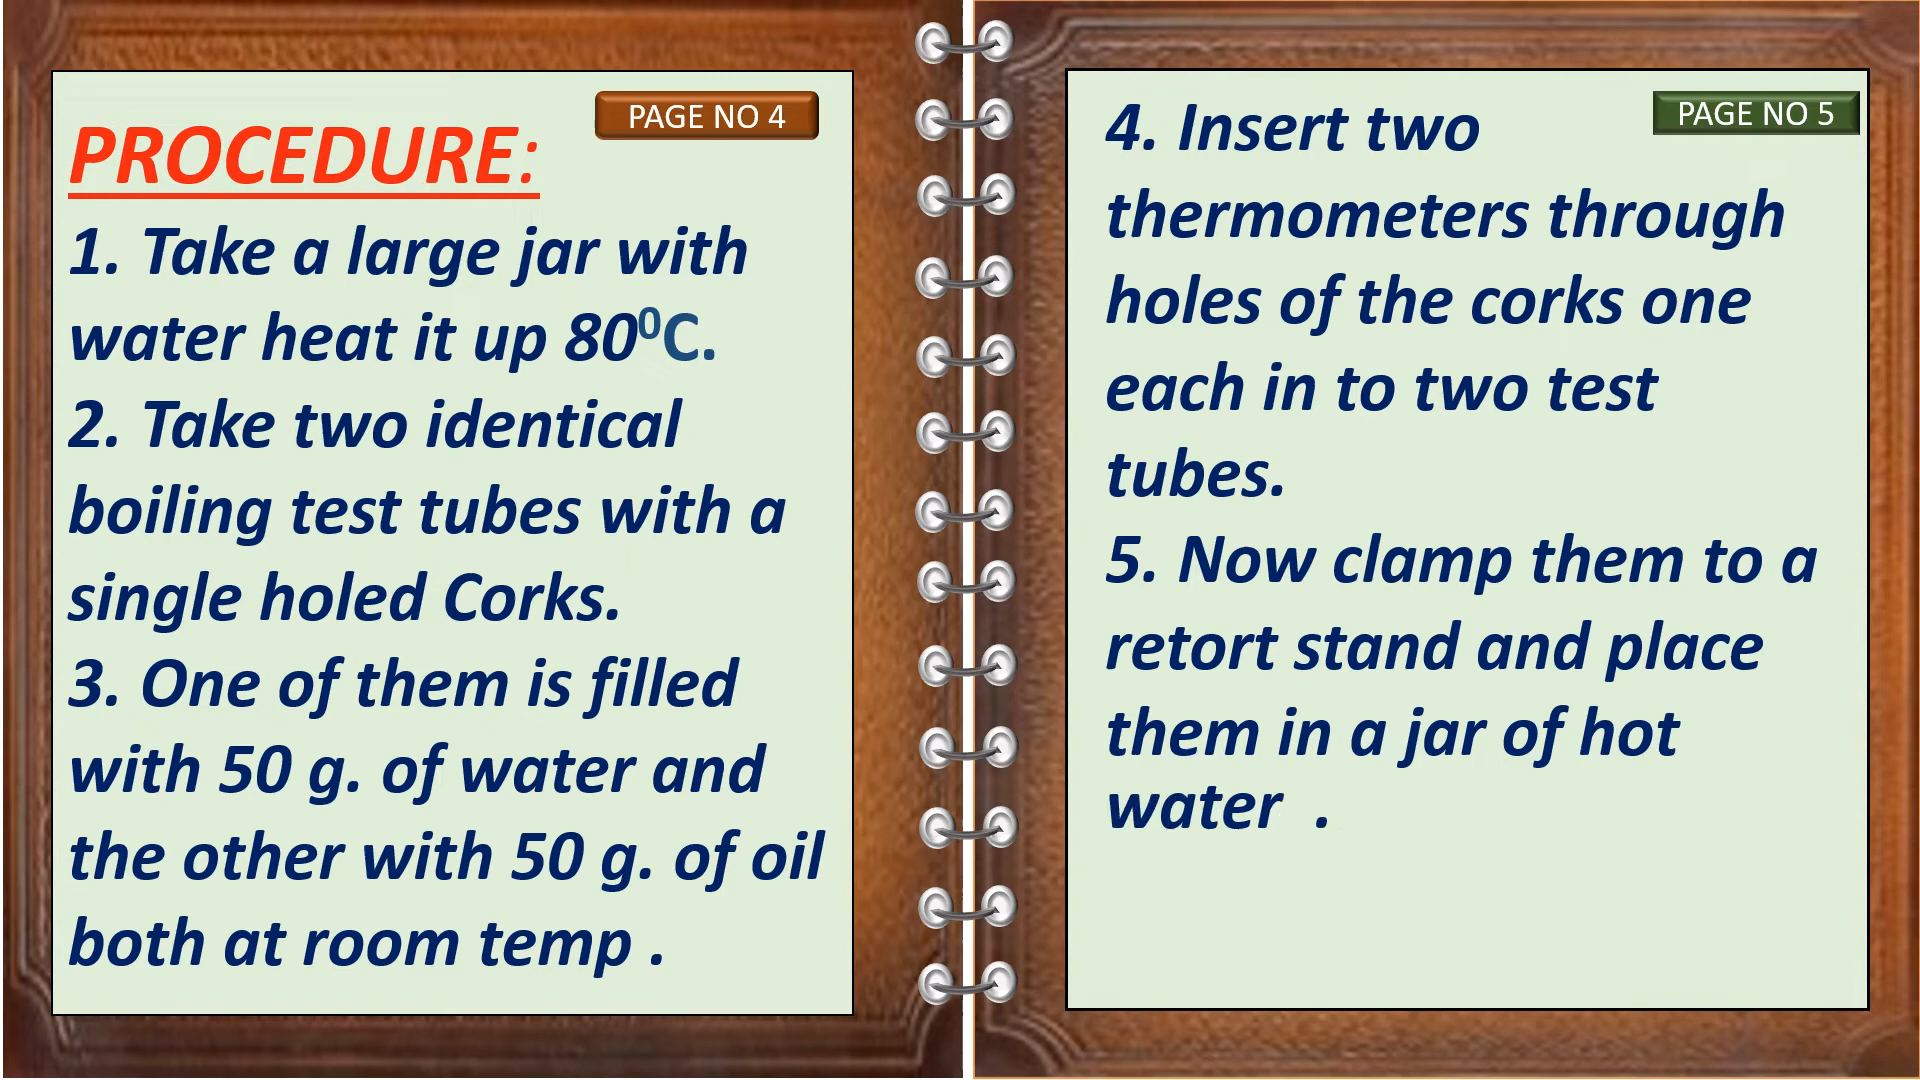 PAGE NO 4
PROCEDURE:
1. Take a large jar with
water heat it up 80⁰C.
2. Take two identical
boiling test tubes with a
single holed Corks.
3. One of them is filled
with 50 g. of water and
the other with 50 g. of oil
both at room temp .
PAGE NO 5
4. Insert two
thermometers through
holes of the corks one
each in to two test
tubes.
5. Now clamp them to a
retort stand and place
them in a jar of hot
water  .